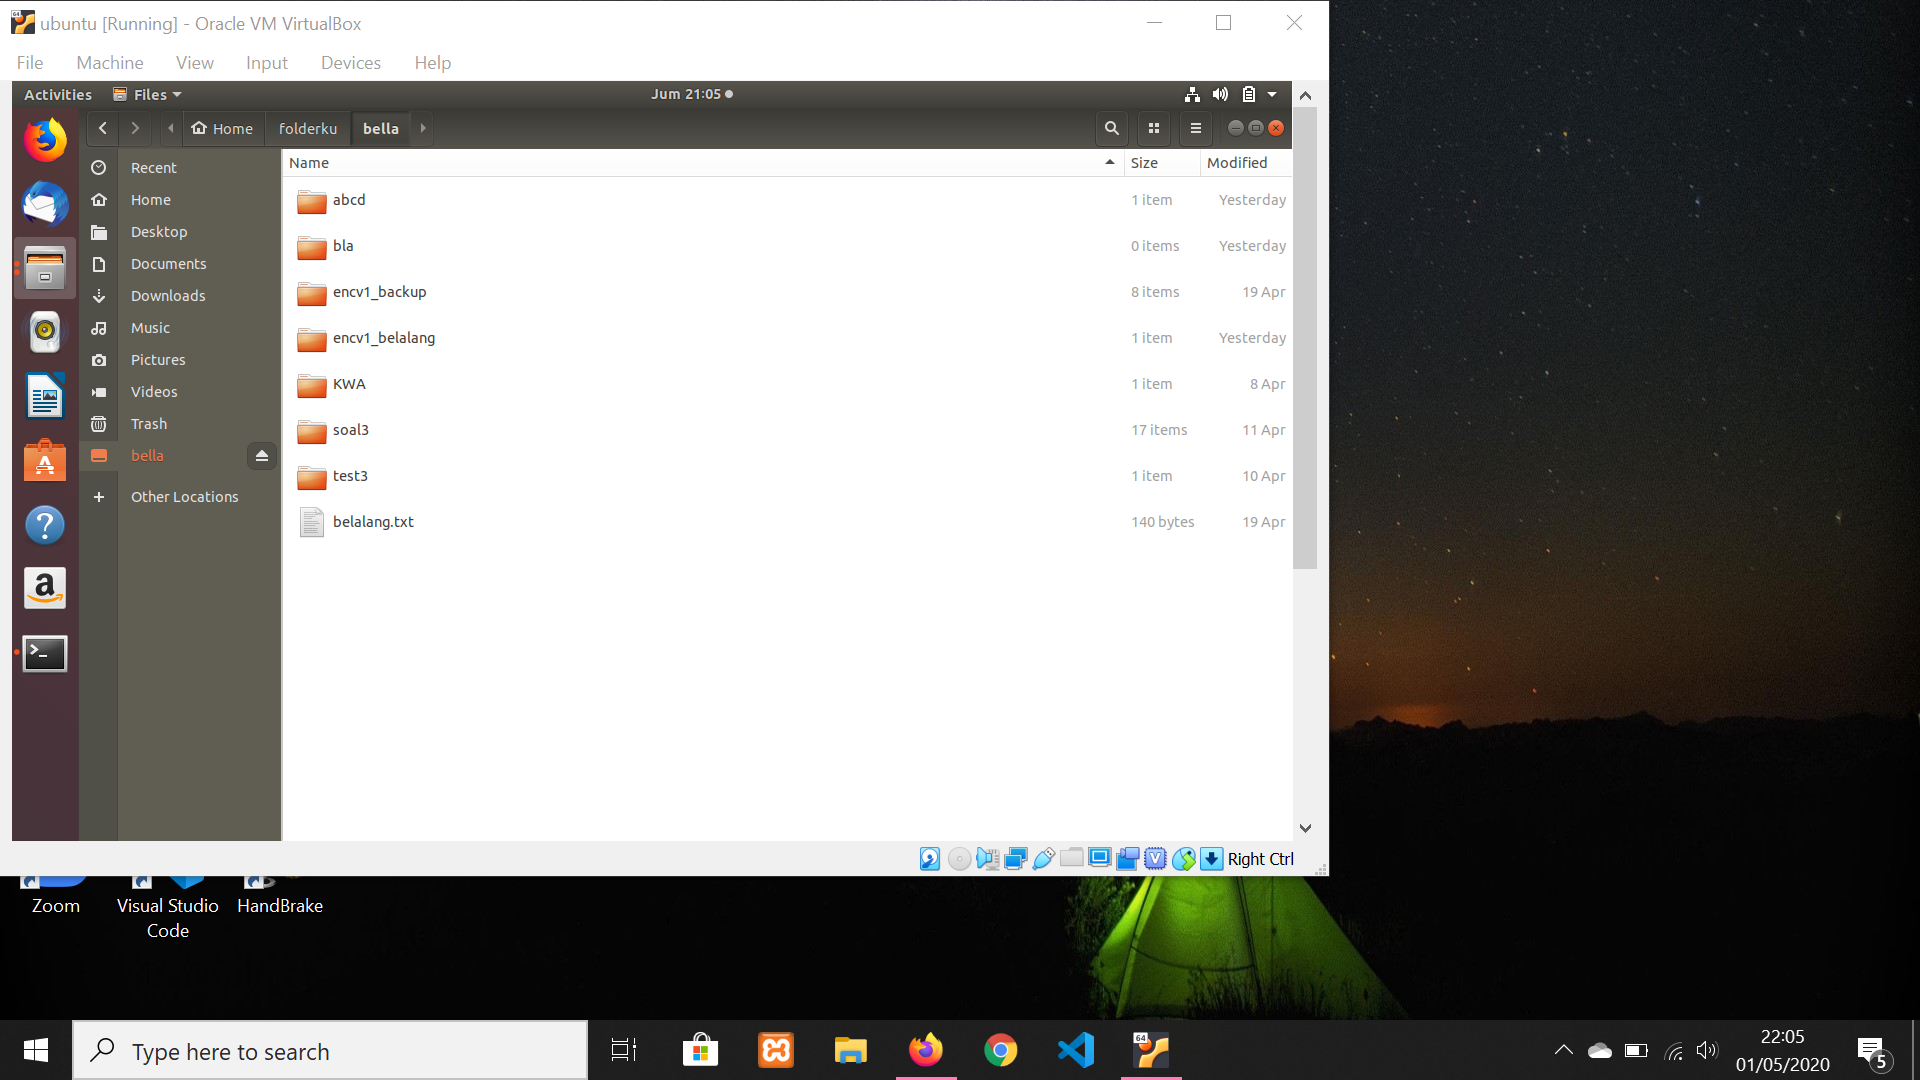 ubuntu [Running] - Oracle VM VirtualBox
File Machine View Input Devices Help
Activities Files Jum 21:05
Home folderku bella
Recent
Home
Desktop
Documents
Downloads
Music
Pictures
Videos
Trash
bella
Other Locations
Name Size Modified
abcd 1 item Yesterday
bla 0 items Yesterday
encv1_backup 8 items 19 Apr
encv1_belalang 1 item Yesterday
KWA 1 item 8 Apr
soal3 17 items 11 Apr
test3 1 item 10 Apr
belalang.txt 140 bytes 19 Apr
Right Ctrl
Zoom
Visual Studio
Code
HandBrake
Type here to search
64
22:05
01/05/2020
5